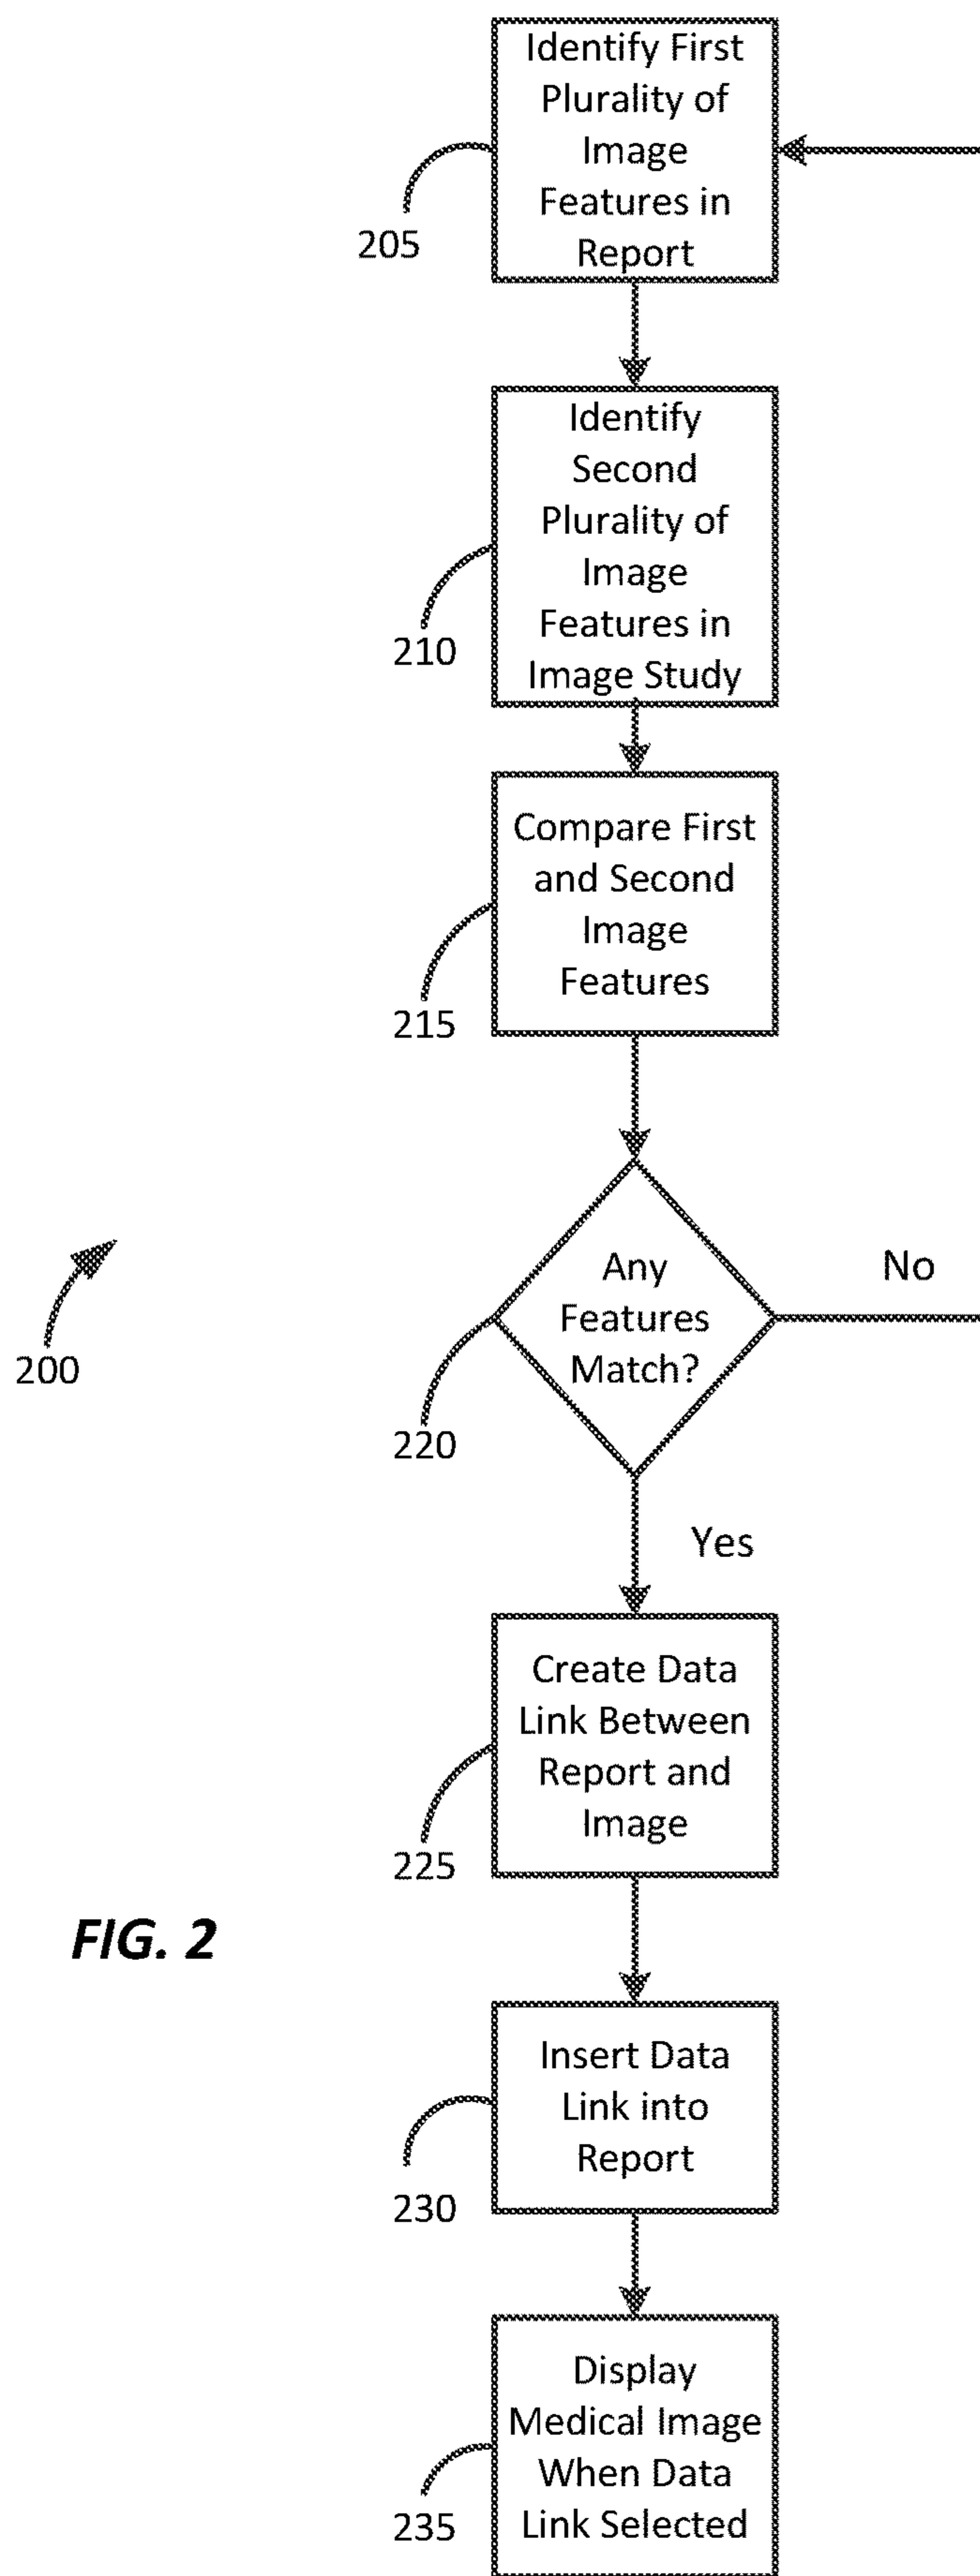 Identify First
Plurality of
Image
Features in
Report
205
Identify
Second
Plurality of
Image
Features in
Image Study
210
Compare First
and Second
Image
Features
215
Any
Features
Match?
No
200
220
Yes
Create Data
Link Between
Report and
Image
225
FIG. 2
Insert Data
Link into
Report
230
Display
Medical Image
When Data
Link Selected
235